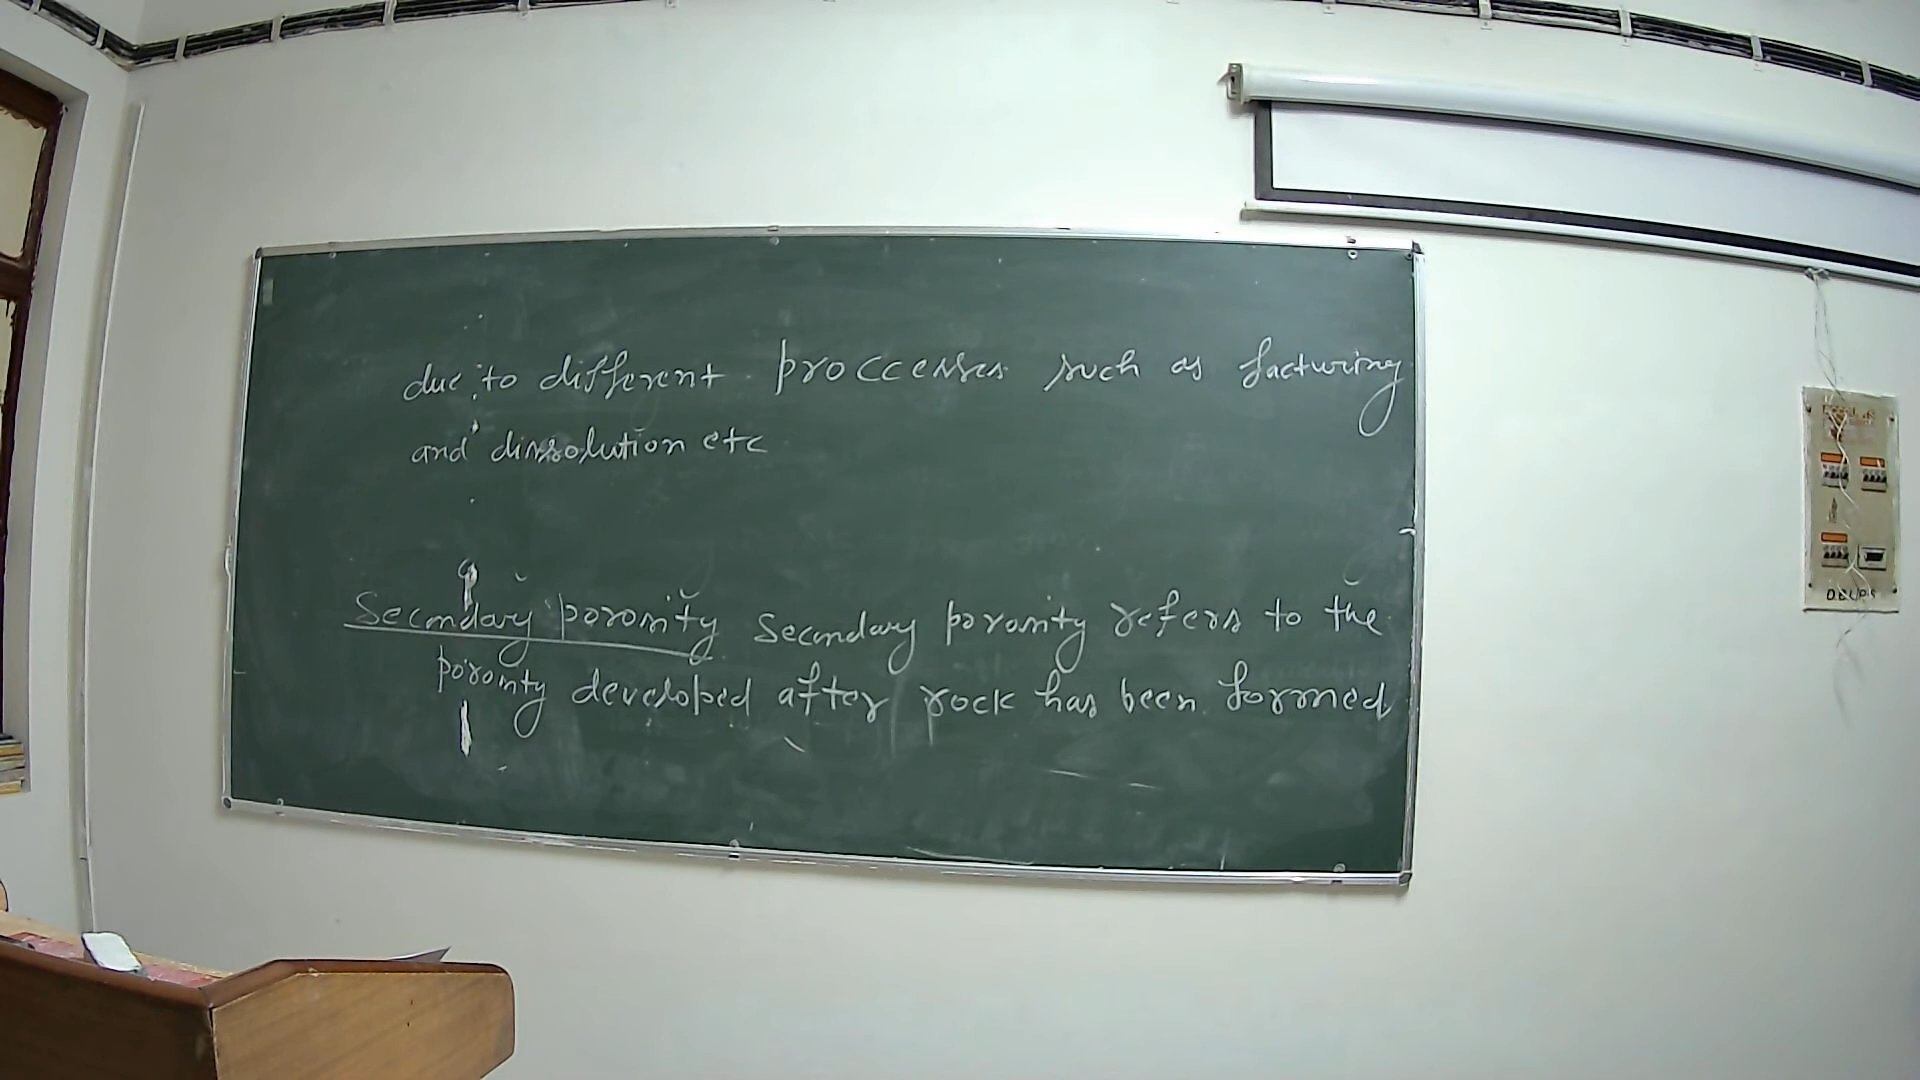 due to different proccesses such as facturing
and dissolution etc
Secondary porosity Secondary porosity refers to the
porosity developed after rock has been formed